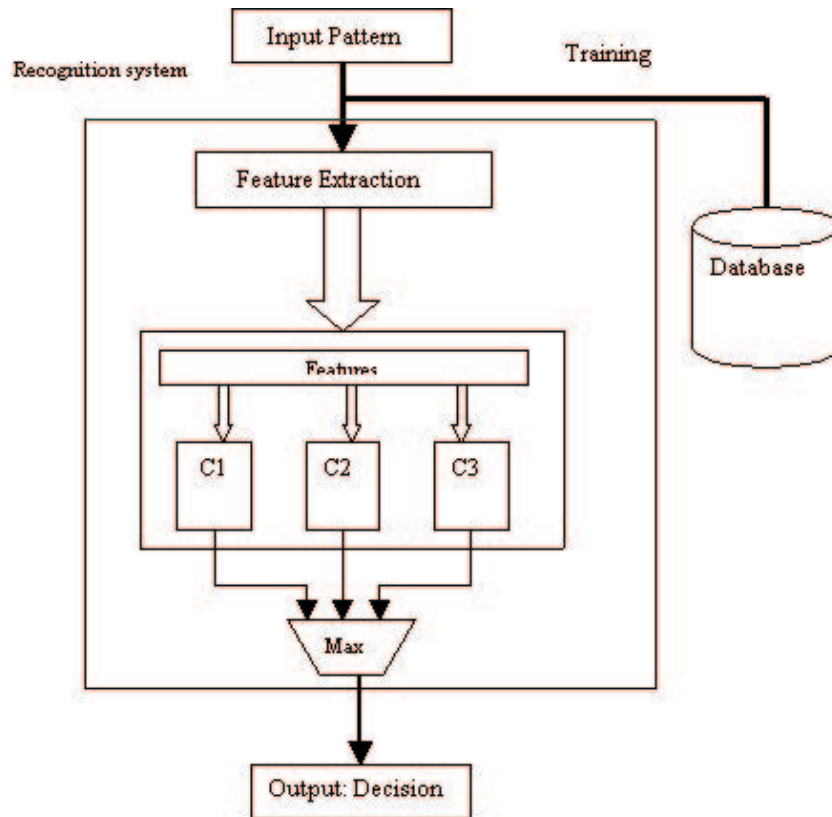 Input Pattern
Training
Recognition system
Feature Extraction
Database
Features
C1
C2
C3
Max
Output: Decision